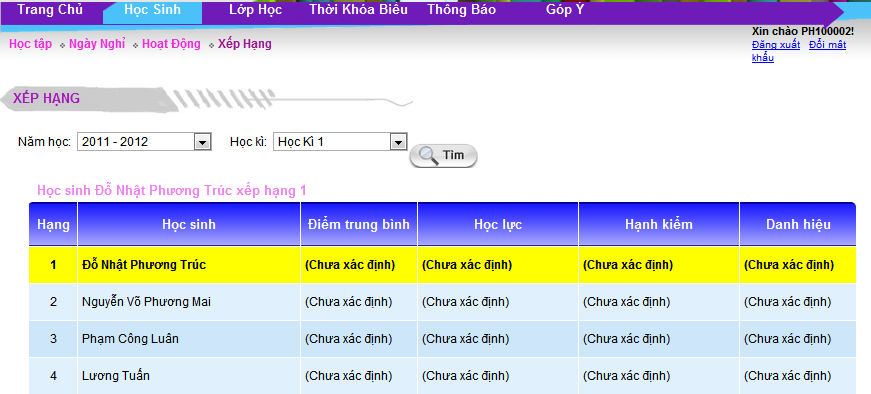 Trang Chủ Học Sinh Lớp Học Thời Khóa Biểu Thông Báo Góp Ý
Xin chào PH100002!
Đăng xuất Đổi mật khẩu
Học tập Ngày Nghỉ Hoạt Động Xếp Hạng
XẾP HẠNG
Năm học: 2011 - 2012 Học kì: Học Kì 1 Tìm
Học sinh Đỗ Nhật Phương Trúc xếp hạng 1
Hạng Học sinh Điểm trung bình Học lực Hạnh kiểm Danh hiệu
1 Đỗ Nhật Phương Trúc (Chưa xác định) (Chưa xác định) (Chưa xác định) (Chưa xác định)
2 Nguyễn Võ Phương Mai (Chưa xác định) (Chưa xác định) (Chưa xác định) (Chưa xác định)
3 Phạm Công Luân (Chưa xác định) (Chưa xác định) (Chưa xác định) (Chưa xác định)
4 Lương Tuấn (Chưa xác định) (Chưa xác định) (Chưa xác định) (Chưa xác định)